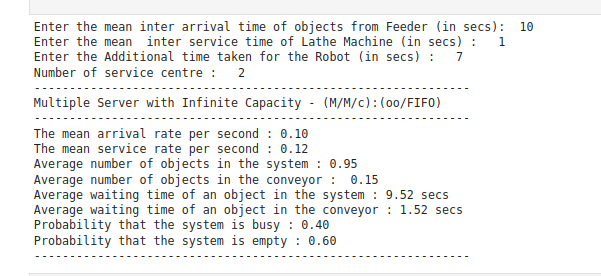 Enter the mean inter arrival time of objects from Feeder (in secs):  10
Enter the mean  inter service time of Lathe Machine (in secs) :   1
Enter the Additional time taken for the Robot (in secs) :   7
Number of service centre :   2
--------------------------------------------------------------
Multiple Server with Infinite Capacity - (M/M/c):(oo/FIFO)
--------------------------------------------------------------
The mean arrival rate per second : 0.10
The mean service rate per second : 0.12
Average number of objects in the system : 0.95
Average number of objects in the conveyor :  0.15
Average waiting time of an object in the system : 9.52 secs
Average waiting time of an object in the conveyor : 1.52 secs
Probability that the system is busy : 0.40
Probability that the system is empty : 0.60
--------------------------------------------------------------